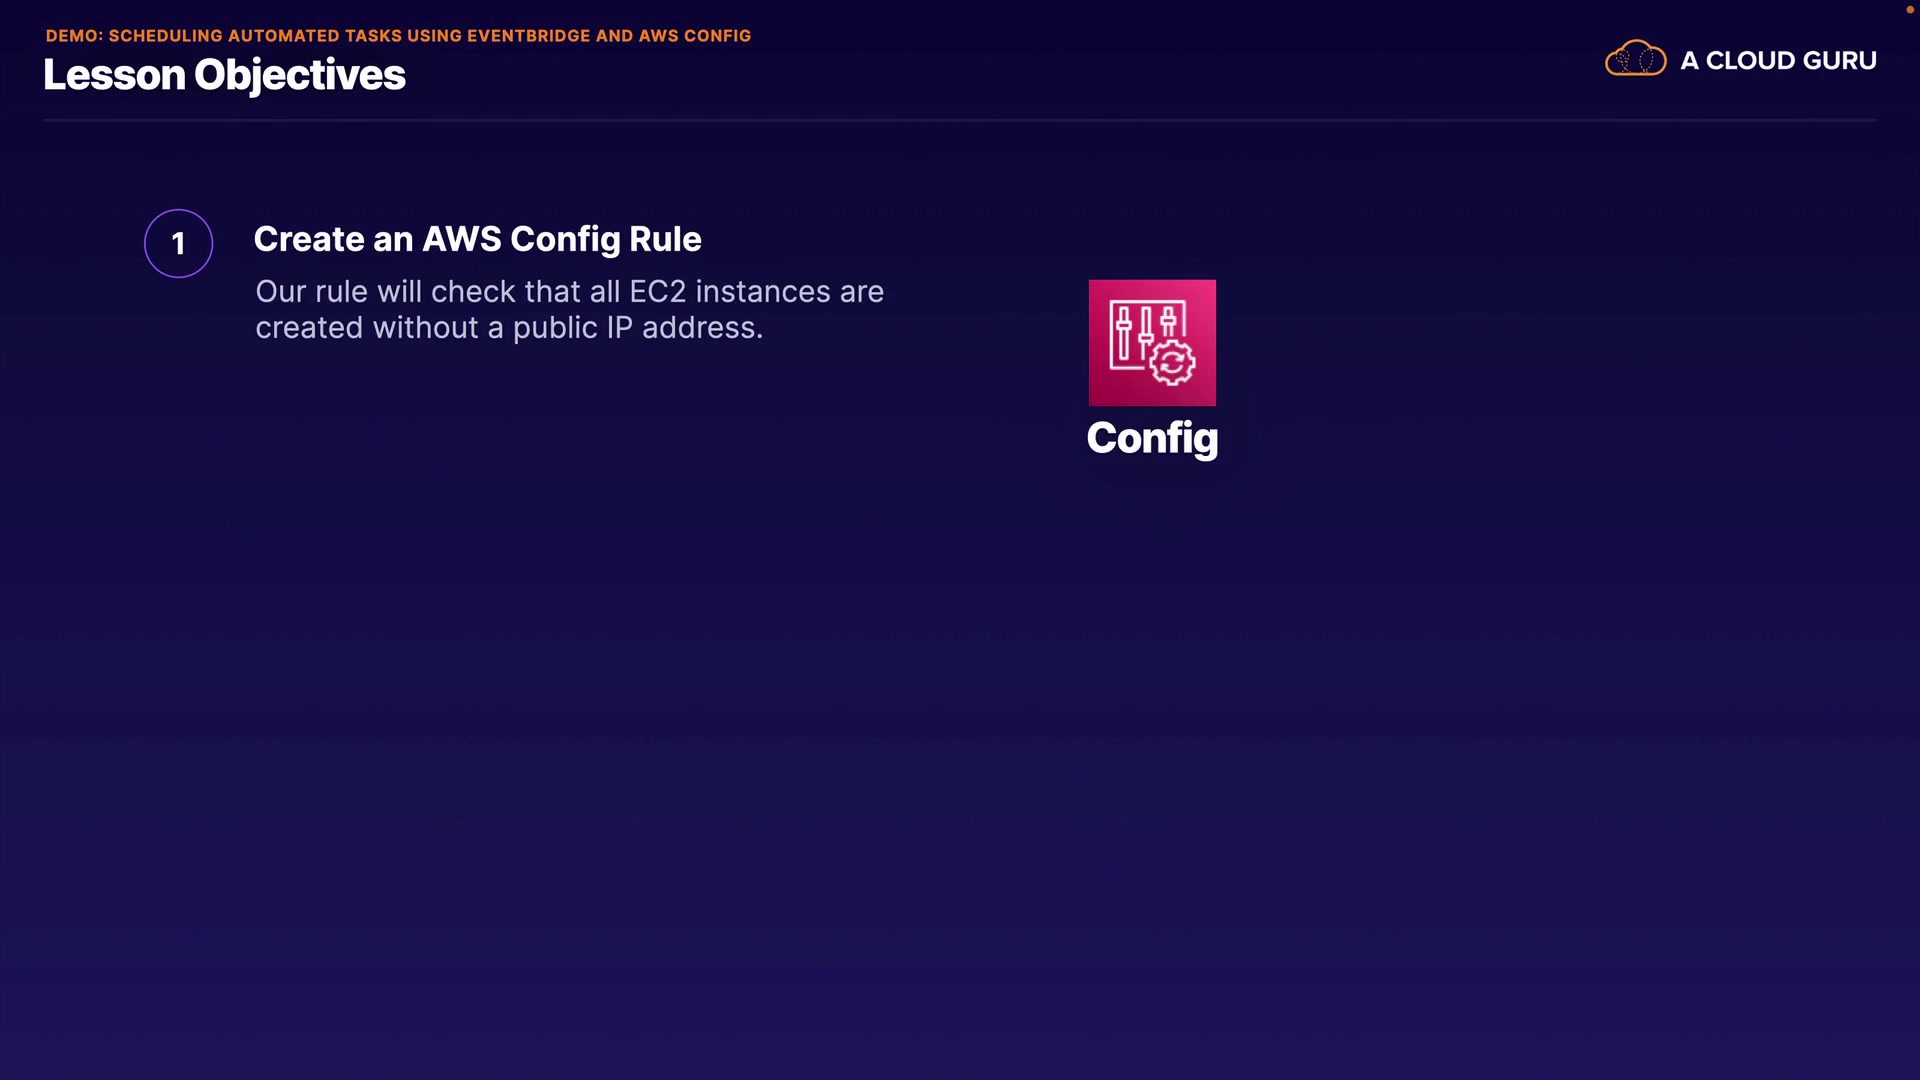 DEMO: SCHEDULING AUTOMATED TASKS USING EVENTBRIDGE AND AWS CONFIG
Lesson Objectives
A CLOUD GURU
1
Create an AWS Config Rule
Our rule will check that all EC2 instances are
created without a public IP address.
Config